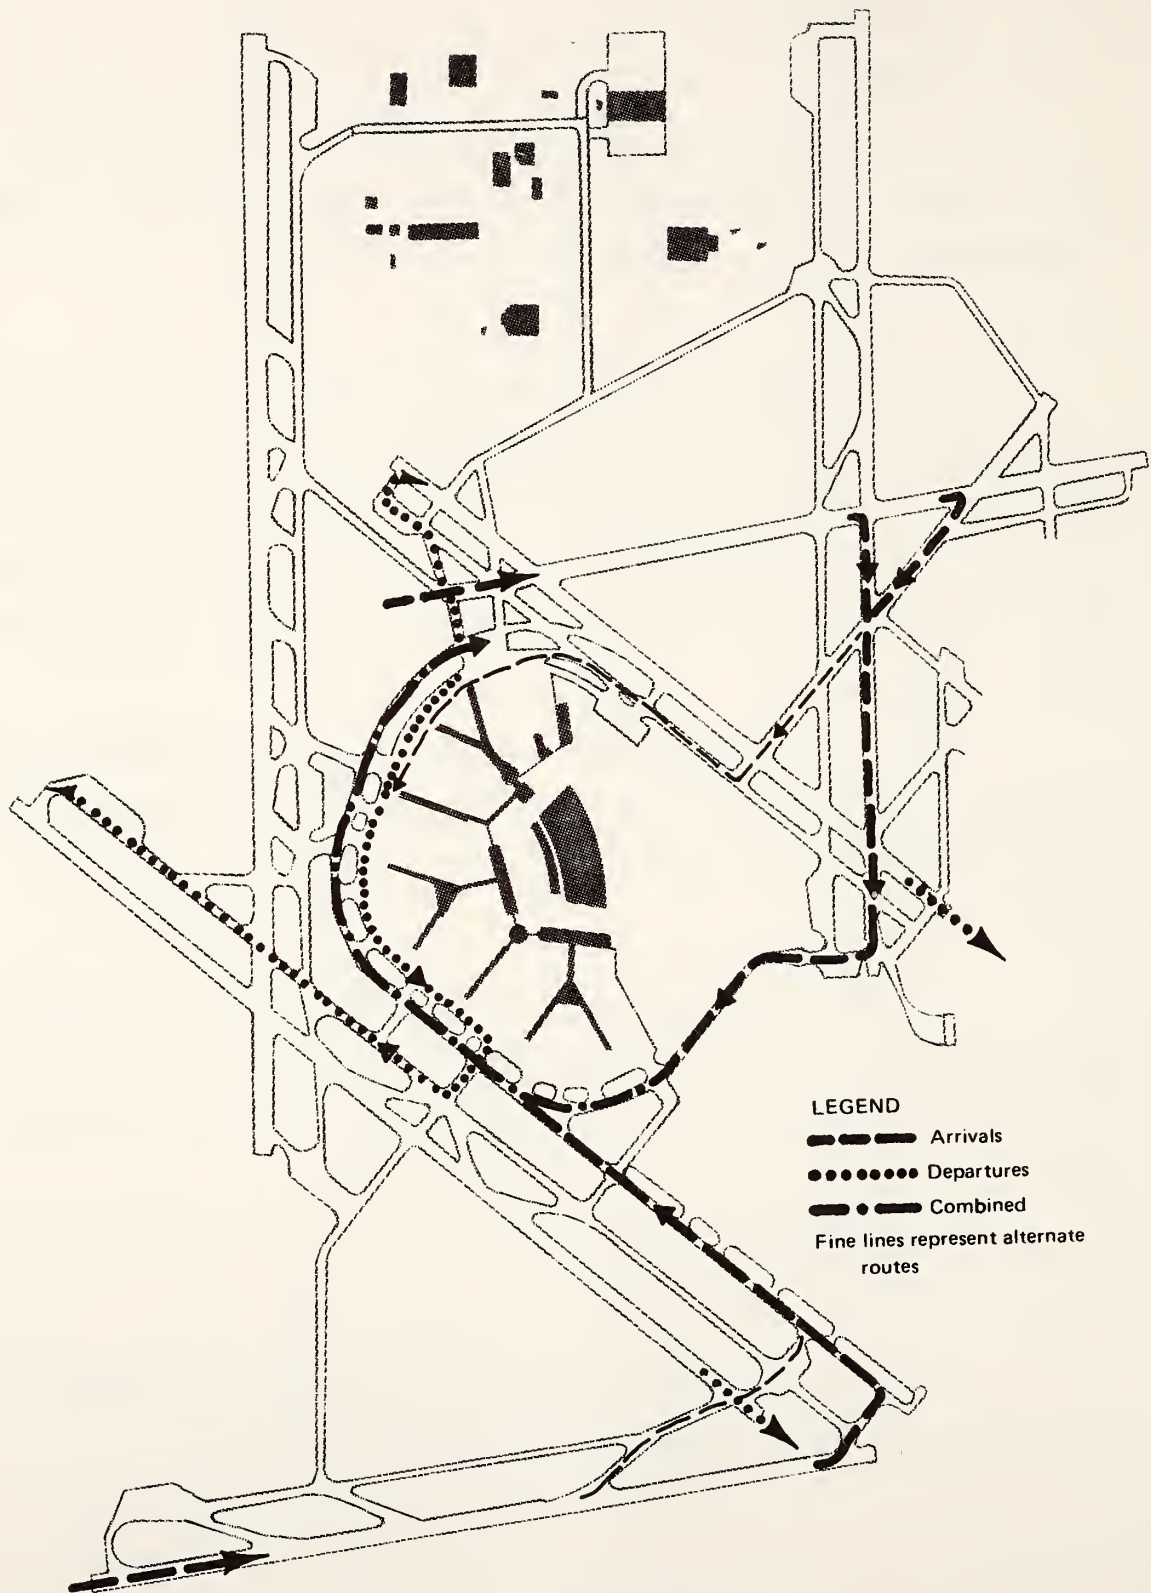 LEGEND
Arrivals
Departures
Combined
Fine lines represent alternate
routes